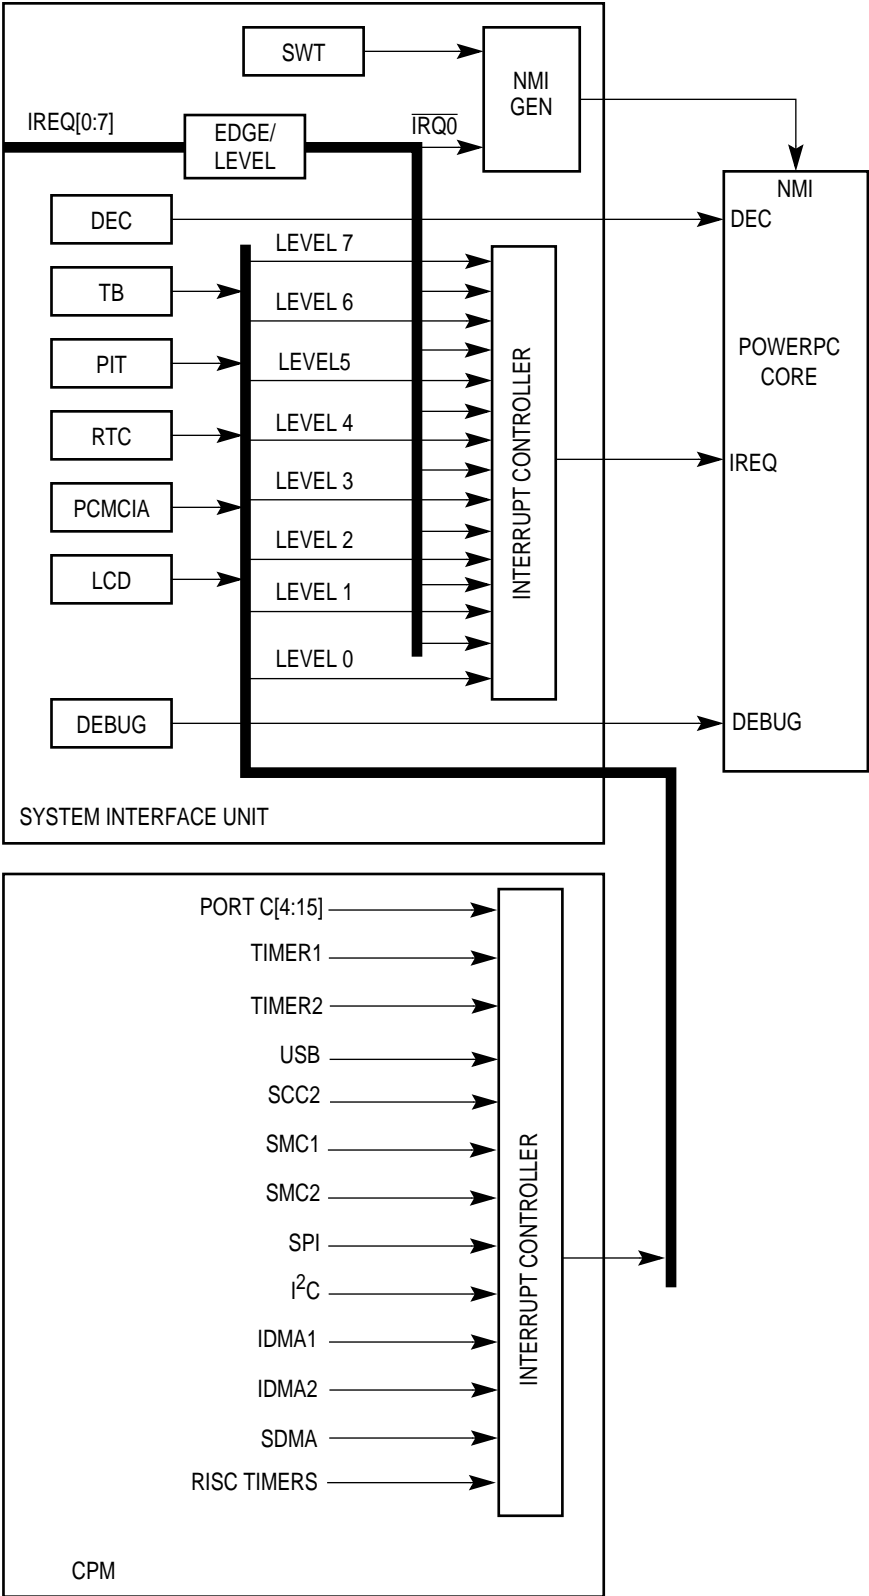 SWT
NMI
GEN
IREQ[0:7]
EDGE/
LEVEL
IRQ0
NMI
DEC
DEC
LEVEL 7
TB
LEVEL 6
PIT
LEVEL5
POWERPC
CORE
RTC
LEVEL 4
INTERRUPT CONTROLLER
IREQ
PCMCIA
LEVEL 3
LEVEL 2
LCD
LEVEL 1
LEVEL 0
DEBUG
DEBUG
SYSTEM INTERFACE UNIT
PORT C[4:15]
TIMER1
TIMER2
USB
SCC2
SMC1
SMC2
SPI
I²C
IDMA1
IDMA2
SDMA
RISC TIMERS
INTERRUPT CONTROLLER
CPM